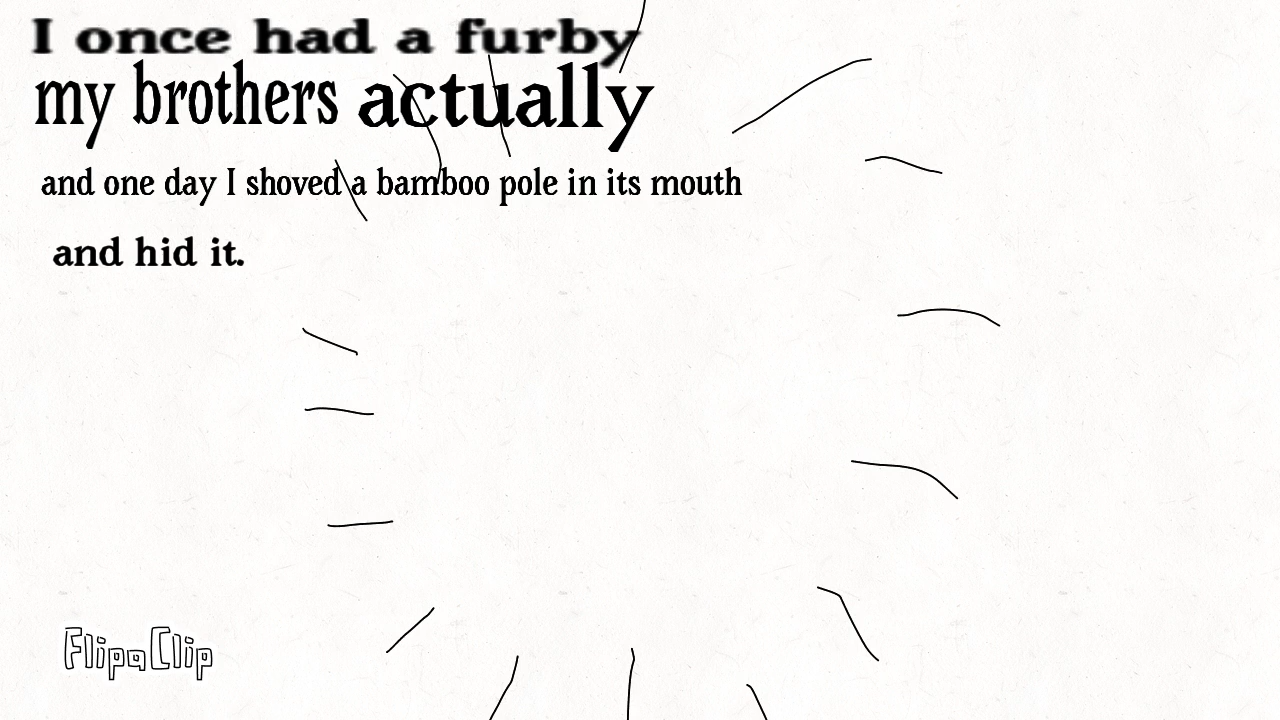 I once had a furby
my brothers actually
and one day I shoved a bamboo pole in its mouth
and hid it.
FlipaClip